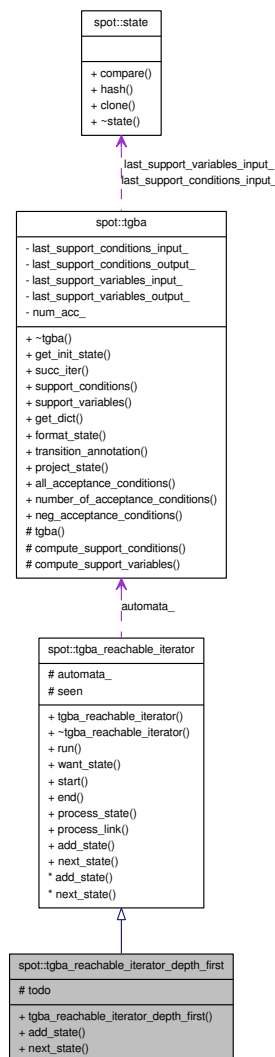 spot::state
+ compare()
+ hash()
+ clone()
+ ~state()
last_support_variables_input_
last_support_conditions_input_
spot::tgba
- last_support_conditions_input_
- last_support_conditions_output_
- last_support_variables_input_
- last_support_variables_output_
- num_acc_
+ ~tgba()
+ get_init_state()
+ succ_iter()
+ support_conditions()
+ support_variables()
+ get_dict()
+ format_state()
+ transition_annotation()
+ project_state()
+ all_acceptance_conditions()
+ number_of_acceptance_conditions()
+ neg_acceptance_conditions()
# tgba()
# compute_support_conditions()
# compute_support_variables()
automata_
spot::tgba_reachable_iterator
# automata_
# seen
+ tgba_reachable_iterator()
+ ~tgba_reachable_iterator()
+ run()
+ want_state()
+ start()
+ end()
+ process_state()
+ process_link()
+ add_state()
+ next_state()
* add_state()
* next_state()
spot::tgba_reachable_iterator_depth_first
# todo
+ tgba_reachable_iterator_depth_first()
+ add_state()
+ next_state()